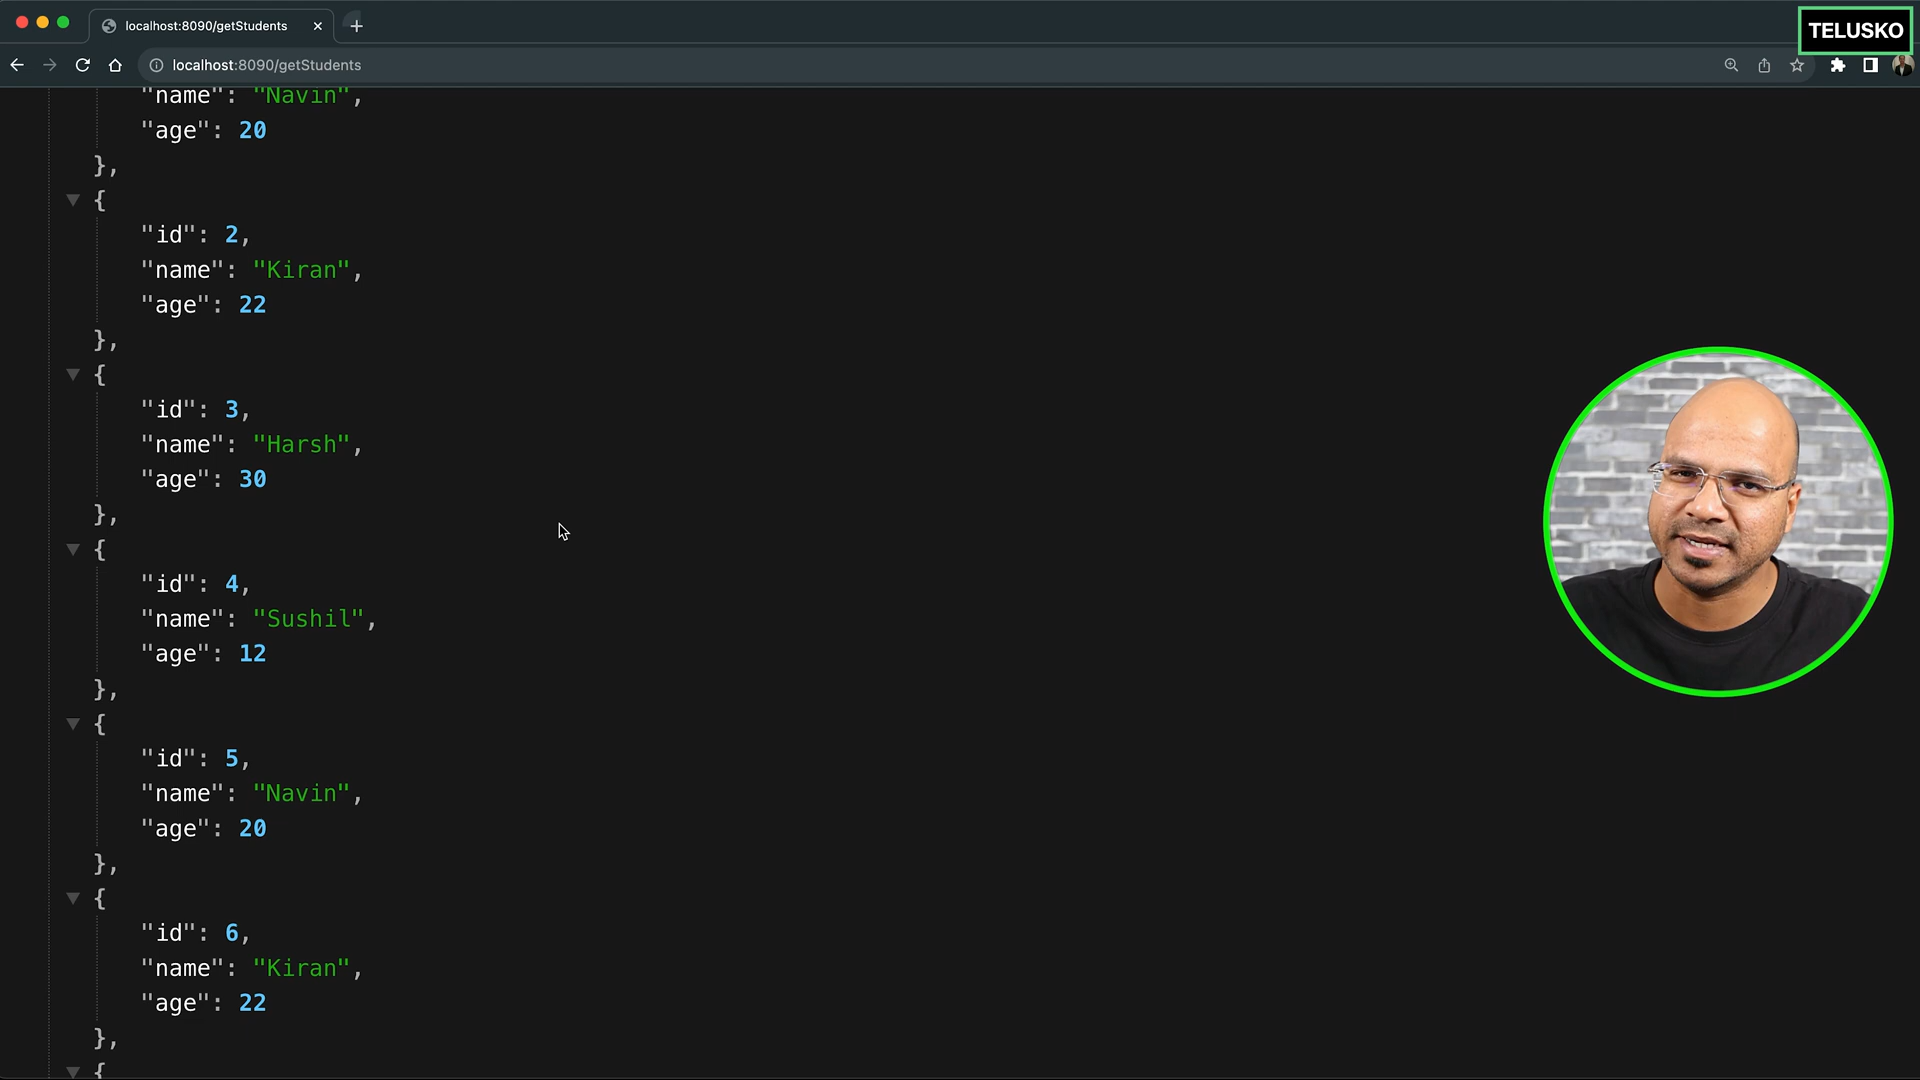 localhost:8090/getStudents
TELUSKO
localhost:8090/getStudents
"name": "Navin",
"age": 20
},
{
"id": 2,
"name": "Kiran",
"age": 22
},
{
"id": 3,
"name": "Harsh",
"age": 30
},
{
"id": 4,
"name": "Sushil",
"age": 12
},
{
"id": 5,
"name": "Navin",
"age": 20
},
{
"id": 6,
"name": "Kiran",
"age": 22
},
{